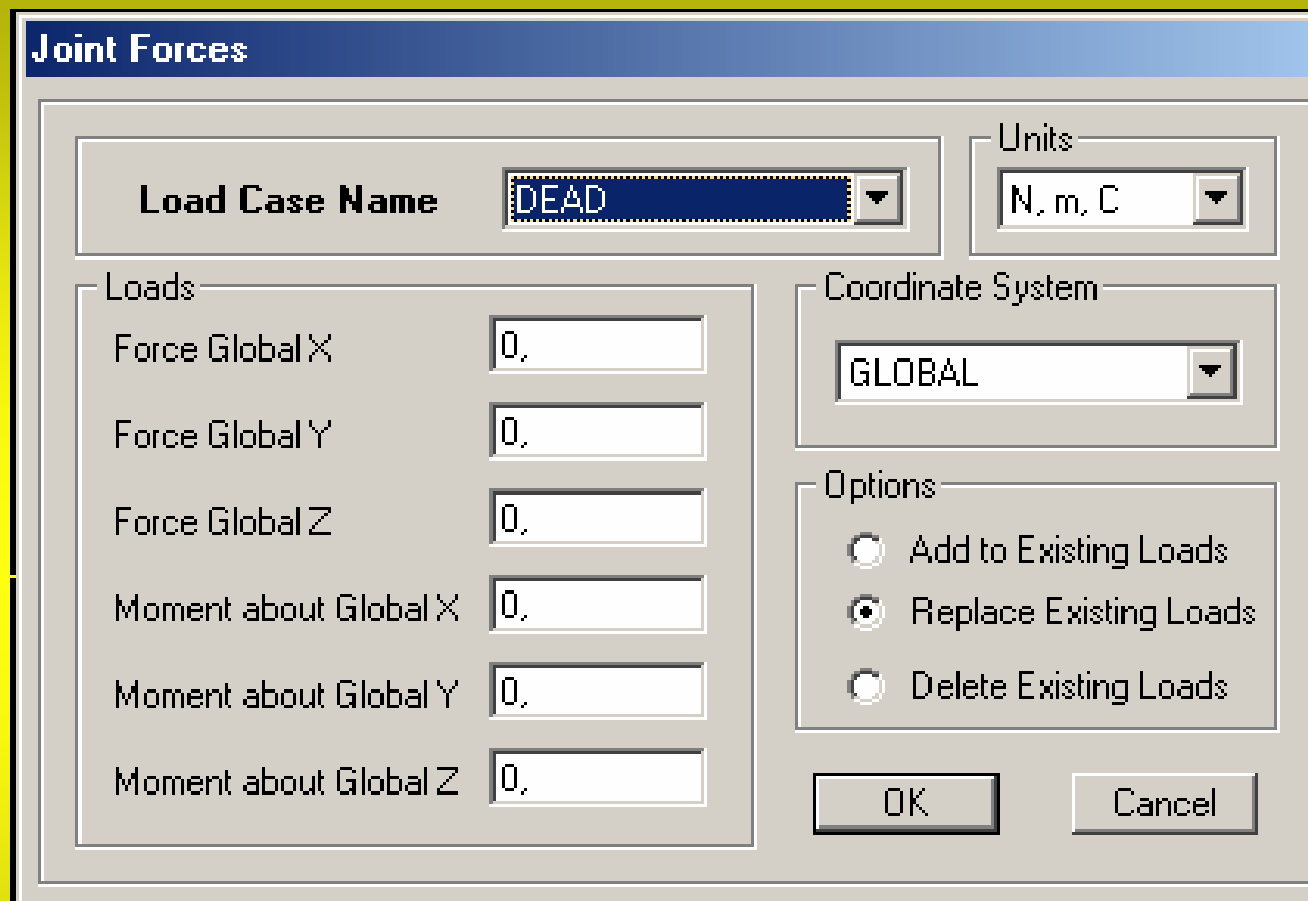 Joint Forces
Units
Load Case Name DEAD N, m, C
Loads
Force Global X 0,
Force Global Y 0,
Force Global Z 0,
Moment about Global X 0,
Moment about Global Y 0,
Moment about Global Z 0,
Coordinate System
GLOBAL
Options
Add to Existing Loads
Replace Existing Loads
Delete Existing Loads
OK Cancel